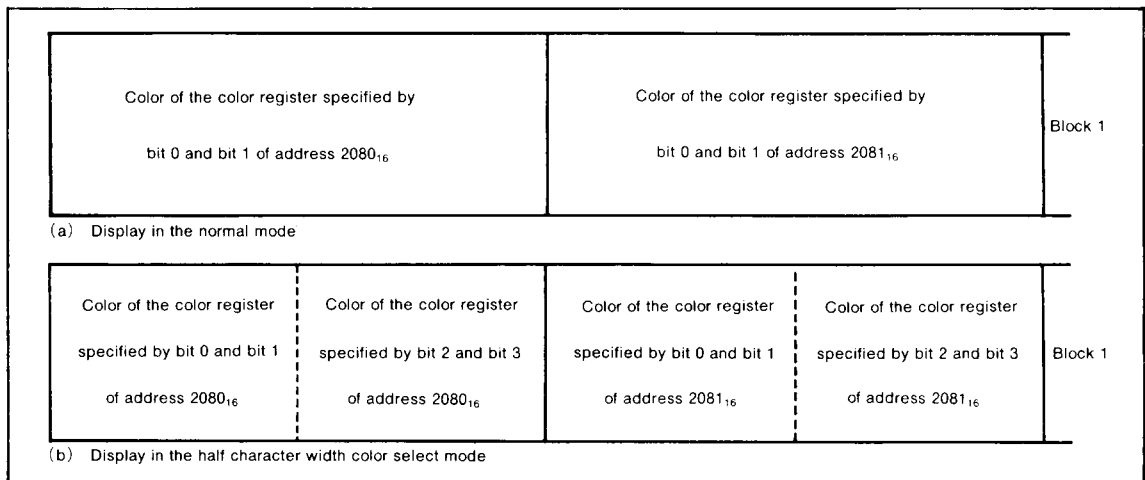 Color of the color register specified by
bit 0 and bit 1 of address 2080₁₆
Color of the color register specified by
bit 0 and bit 1 of address 2081₁₆
Block 1
(a) Display in the normal mode
Color of the color register
specified by bit 0 and bit 1
of address 2080₁₆
Color of the color register
specified by bit 2 and bit 3
of address 2080₁₆
Color of the color register
specified by bit 0 and bit 1
of address 2081₁₆
Color of the color register
specified by bit 2 and bit 3
of address 2081₁₆
Block 1
(b) Display in the half character width color select mode